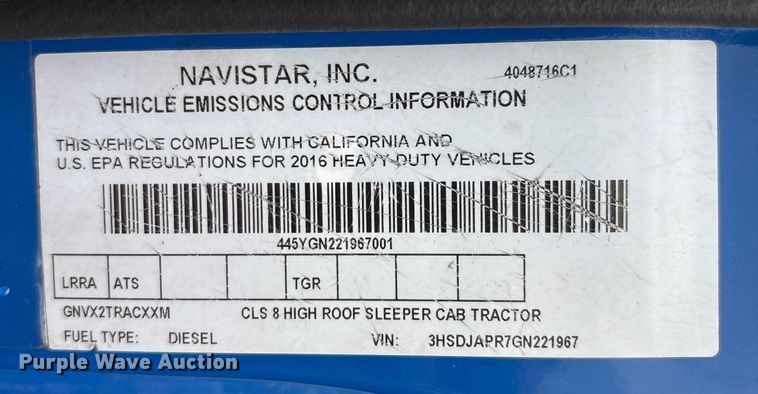 NAVISTAR, INC. 4048716C1
VEHICLE EMISSIONS CONTROL INFORMATION
THIS VEHICLE COMPLIES WITH CALIFORNIA AND
U.S. EPA REGULATIONS FOR 2016 HEAVY DUTY VEHICLES
445YGN221967001
LRRA ATS TGR
GNVX2TRACXXM CLS 8 HIGH ROOF SLEEPER CAB TRACTOR
FUEL TYPE: DIESEL VIN: 3HSDJAPR7GN221967
Purple Wave Auction